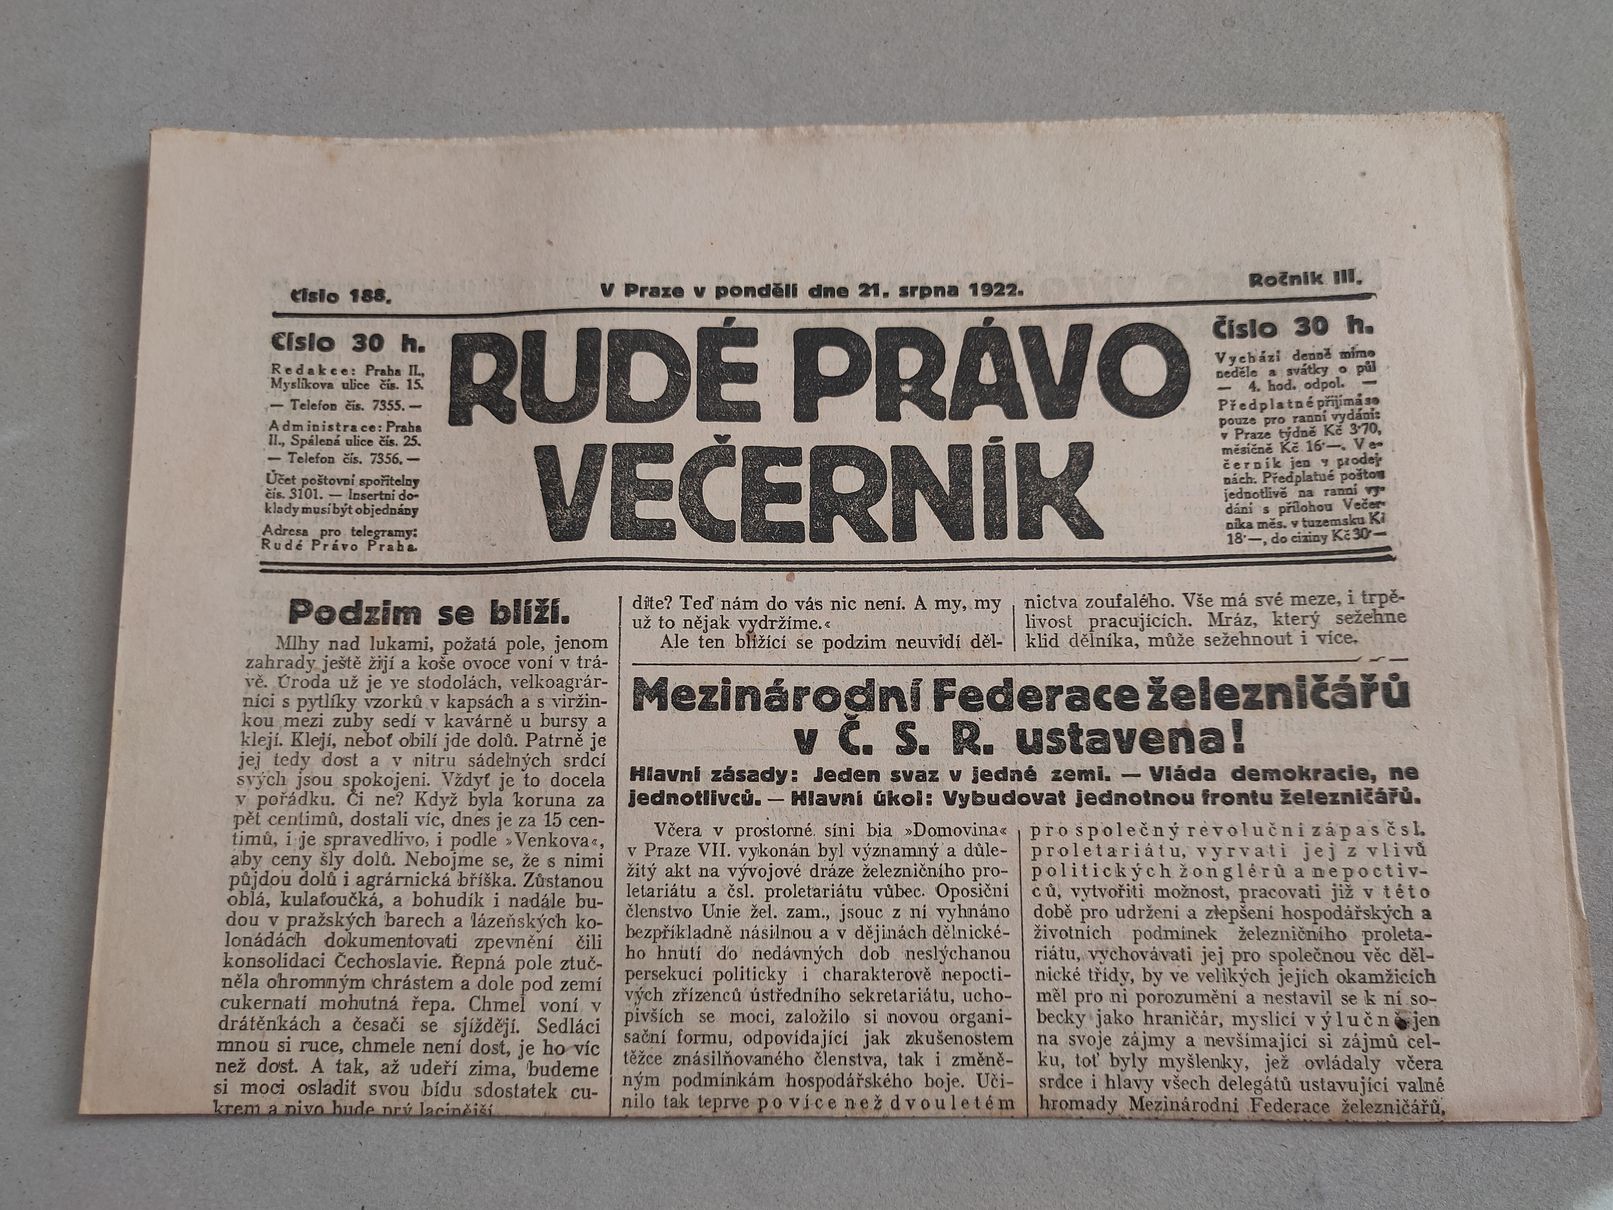 Číslo 188.
V Praze v pondělí dne 21. srpna 1922.
Ročník III.
Číslo 30 h.
Redakce: Praha II.,
Myslíkova ulice čís. 15.
— Telefon čís. 7355. —
Administrace: Praha
II., Spálená ulice čís. 25.
— Telefon čís. 7356. —
Účet poštovní spořitelny
čís. 3101. — Insertní do-
klady musí být objednány
Adresa pro telegramy:
Rudé Právo Praha.
RUDÉ PRÁVO
VEČERNÍK
Číslo 30 h.
Vychází denně mimo
neděle a svátky o půl
— 4. hod. odpol. —
Předplatné přijímá se
pouze pro ranní vydání:
v Praze týdně Kč 3·70,
měsíčně Kč 16·—. Ve-
černík jen v prodej-
nách. Předplatné poštou
jednotlivě na ranní vy-
dání s přílohou Večer-
níka měs. v tuzemsku Kč
18·—, do ciziny Kč 30·—
Podzim se blíží.
Mlhy nad lukami, požatá pole, jenom
zahrady ještě žijí a koše ovoce voní v trá-
vě. Úroda už je ve stodolách, velkoagrár-
níci s pytlíky vzorků v kapsách a s viržin-
kou mezi zuby sedí v kavárně u bursy a
klejí. Klejí, neboť obilí jde dolů. Patrně je
jej tedy dost a v nitru sádelných srdcí
svých jsou spokojeni. Vždyť je to docela
v pořádku. Či ne? Když byla koruna za
pět centimů, dostali víc, dnes je za 15 cen-
timů, i je spravedlivo, i podle »Venkova«,
aby ceny šly dolů. Nebojme se, že s nimi
půjdou dolů i agrárnická bříška. Zůstanou
oblá, kulaťoučká, a bohudík i nadále bu-
dou v pražských barech a lázeňských ko-
lonádách dokumentovati zpevnění čili
konsolidaci Čechoslavie. Řepná pole ztuč-
něla ohromným chrástem a dole pod zemí
cukernatí mohutná řepa. Chmel voní v
drátěnkách a česači se sjíždějí. Sedláci
mnou si ruce, chmele není dost, je ho víc
než dost. A tak, až udeří zima, budeme
si moci osladit svou bídu sdostatek cu-
krem a pivo bude prý lacinější.
díte? Teď nám do vás nic není. A my, my
už to nějak vydržíme.«
Ale ten blížící se podzim neuvidí děl-
nictva zoufalého. Vše má své meze, i trpě-
livost pracujících. Mráz, který sežehne
klid dělníka, může sežehnout i více.
Mezinárodní Federace železničářů
v Č. S. R. ustavena!
Hlavní zásady: Jeden svaz v jedné zemi. — Vláda demokracie, ne
jednotlivců. — Hlavní úkol: Vybudovat jednotnou frontu železničářů.
Včera v prostorné síni bia »Domovina«
v Praze VII. vykonán byl významný a důle-
žitý akt na vývojové dráze železničního pro-
letariátu a čsl. proletariátu vůbec. Oposiční
členstvo Unie žel. zam., jsouc z ní vyhnáno
bezpříkladně násilnou a v dějinách dělnické-
ho hnutí do nedávných dob neslýchanou
persekucí politicky i charakterově nepocti-
vých zřízenců ústředního sekretariátu, ucho-
pivších se moci, založilo si novou organi-
sační formu, odpovídající jak zkušenostem
těžce znásilňovaného členstva, tak i změně-
ným podmínkám hospodářského boje. Uči-
nilo tak teprve po více než dvouletém
pro společný revoluční zápas čsl.
proletariátu, vyrvati jej z vlivů
politických žonglérů a nepoctiv-
ců, vytvořiti možnost, pracovati již v této
době pro udržení a zlepšení hospodářských a
životních podmínek železničního proleta-
riátu, vychovávati jej pro společnou věc děl-
nické třídy, by ve velikých jejich okamžicích
měl pro ni porozumění a nestavil se k ní so-
becky jako hraničár, myslící výlučně jen
na svoje zájmy a nevšímající si zájmů cel-
ku, toť byly myšlenky, jež ovládaly včera
srdce i hlavy všech delegátů ustavující valné
hromady Mezinárodní Federace železničářů,